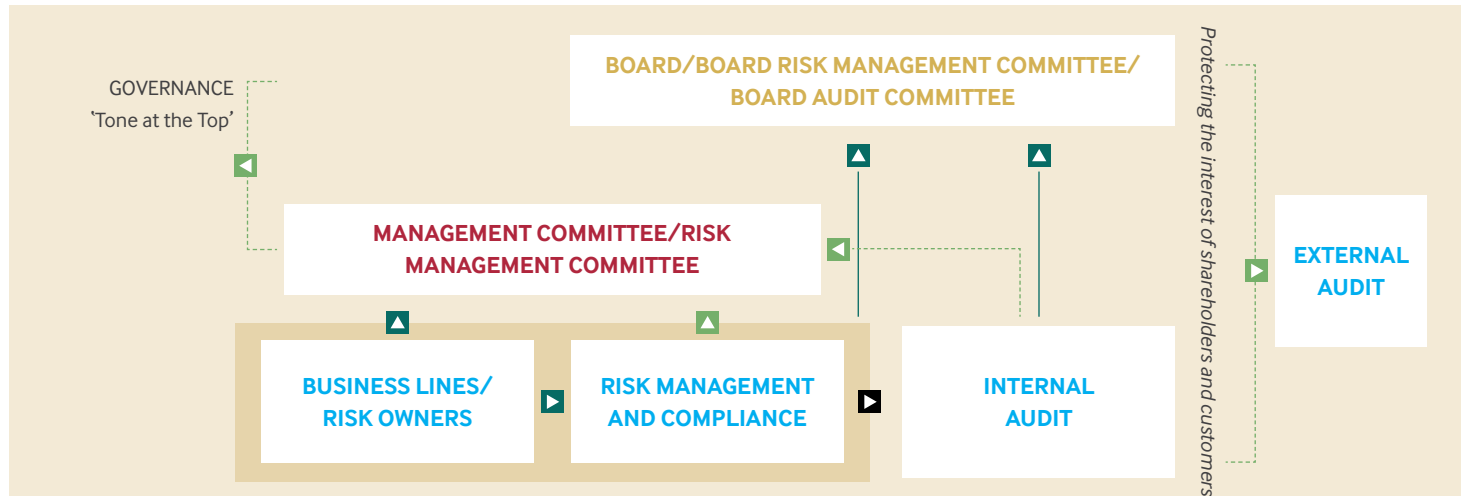 BOARD/BOARD RISK MANAGEMENT COMMITTEE/
BOARD AUDIT COMMITTEE
GOVERNANCE
'Tone at the Top'
MANAGEMENT COMMITTEE/RISK
MANAGEMENT COMMITTEE
BUSINESS LINES/
RISK OWNERS
RISK MANAGEMENT
AND COMPLIANCE
INTERNAL
AUDIT
Protecting the interest of shareholders and customers
EXTERNAL
AUDIT